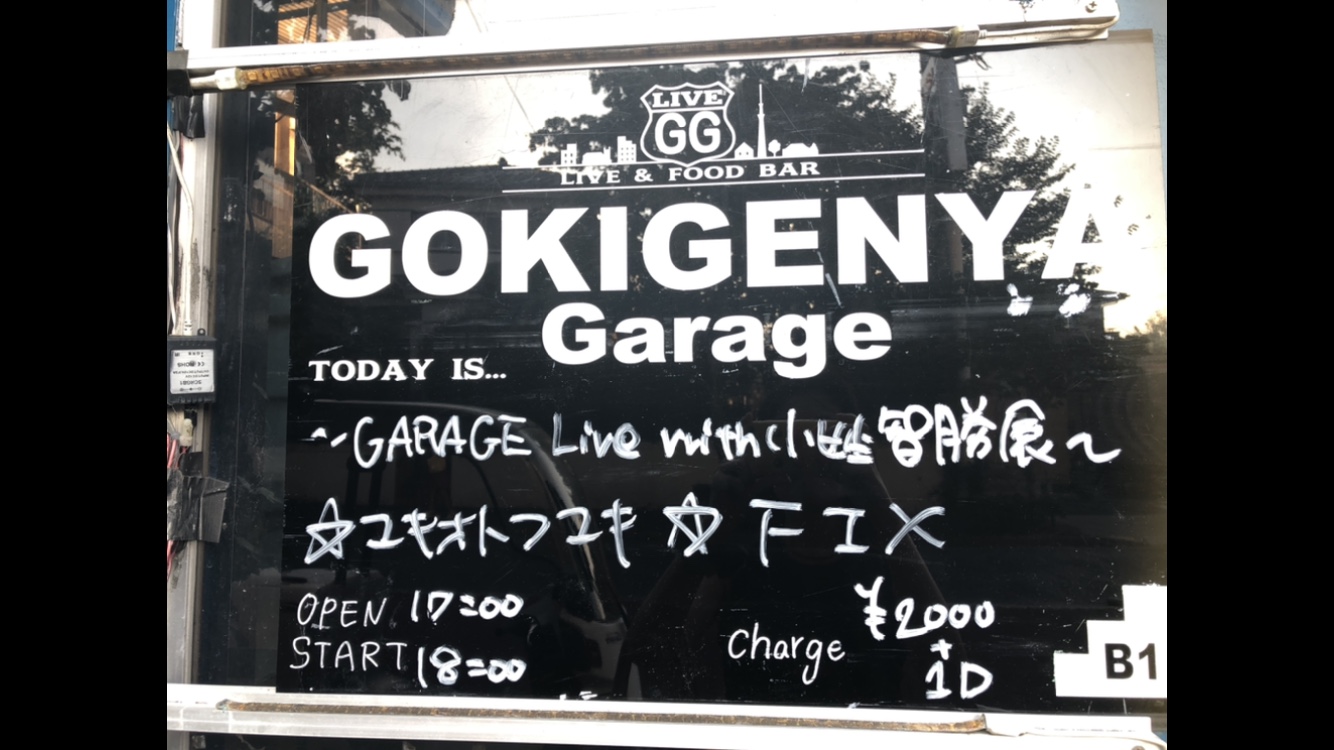 LIVE
GG
LIVE & FOOD BAR
GOKIGENYA
Garage
TODAY IS...
~GARAGE Live with 小 智勝展~
☆ユキオトフユキ ☆ FIX
OPEN 17:00
START 18:00
Charge ¥2000
+
1D
B1